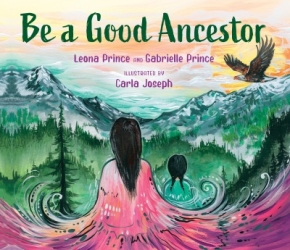 Be a Good Ancestor
Leona Prince AND Gabrielle Prince
ILLUSTRATED BY
Carla Joseph